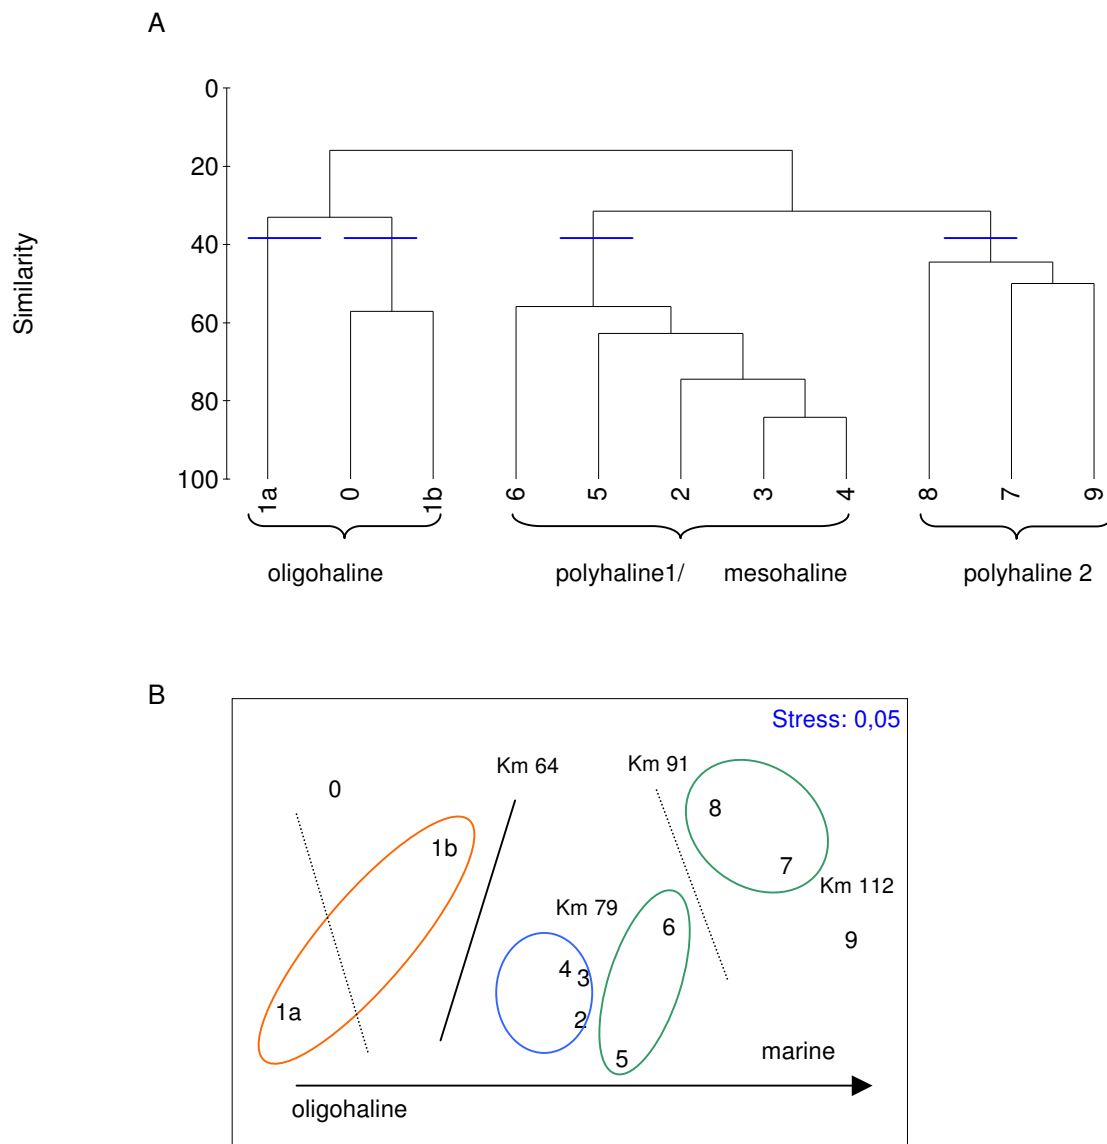 A
Similarity
0
20
40
60
80
100
1a 0 1b 6 5 2 3 4 8 7 9
oligohaline polyhaline1/ mesohaline polyhaline 2
B
Stress: 0,05
Km 64 Km 91
0
8
1b
7
Km 112
Km 79
6
9
4
3
1a
2
5
marine
oligohaline